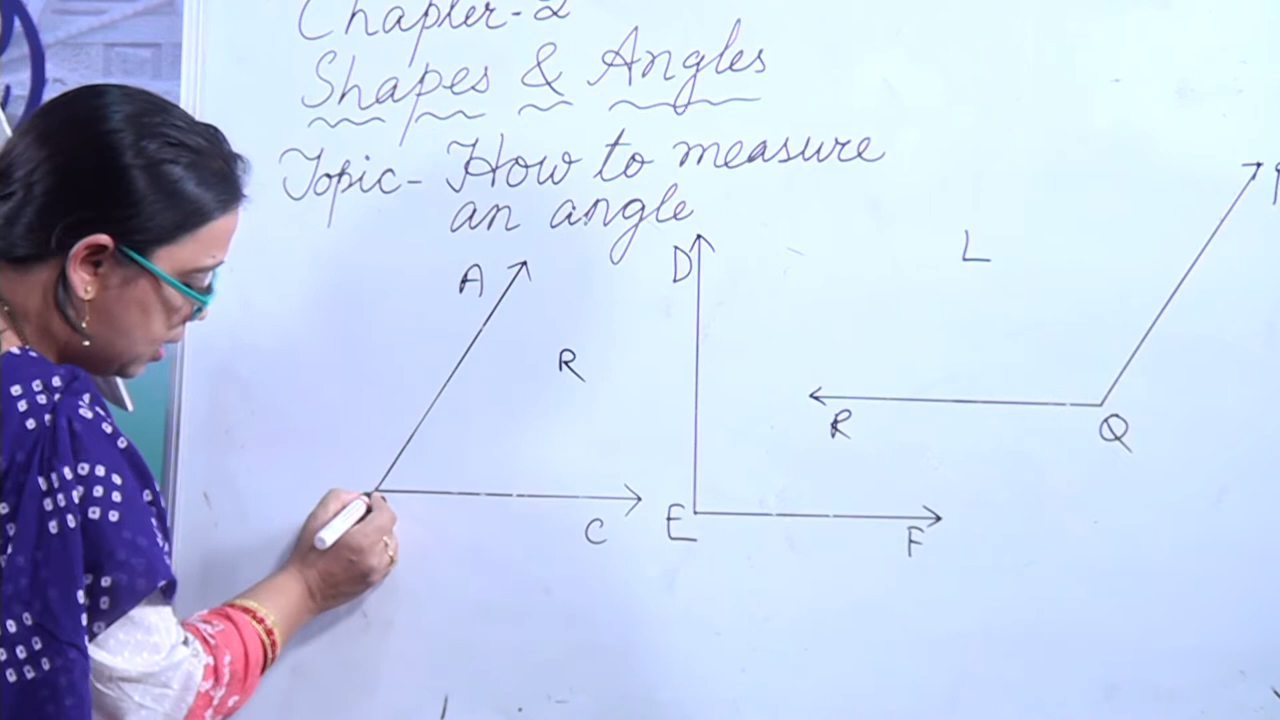 Chapter-2
Shapes & Angles
Topic- How to measure
an angle
A
D
L
R
R
Q
C
E
F